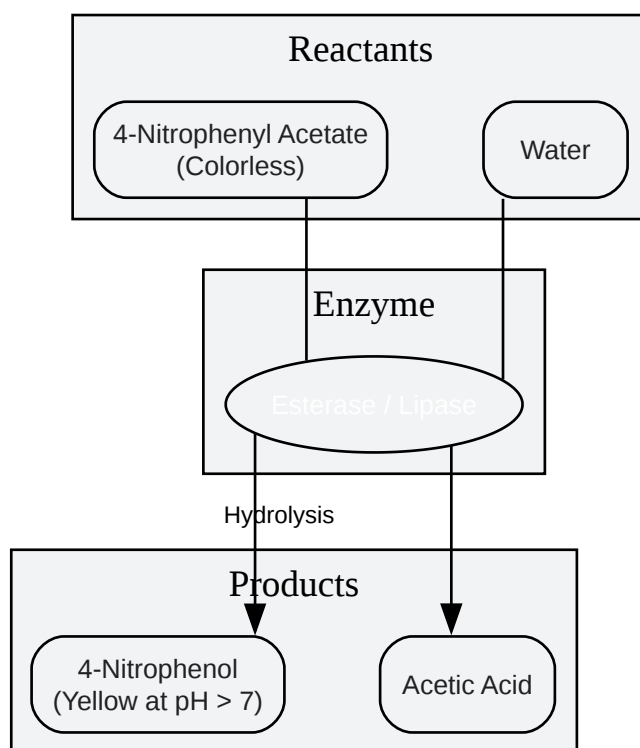 Reactants
4-Nitrophenyl Acetate
(Colorless)
Water
Enzyme
Esterase / Lipase
Hydrolysis
Products
4-Nitrophenol
(Yellow at pH > 7)
Acetic Acid